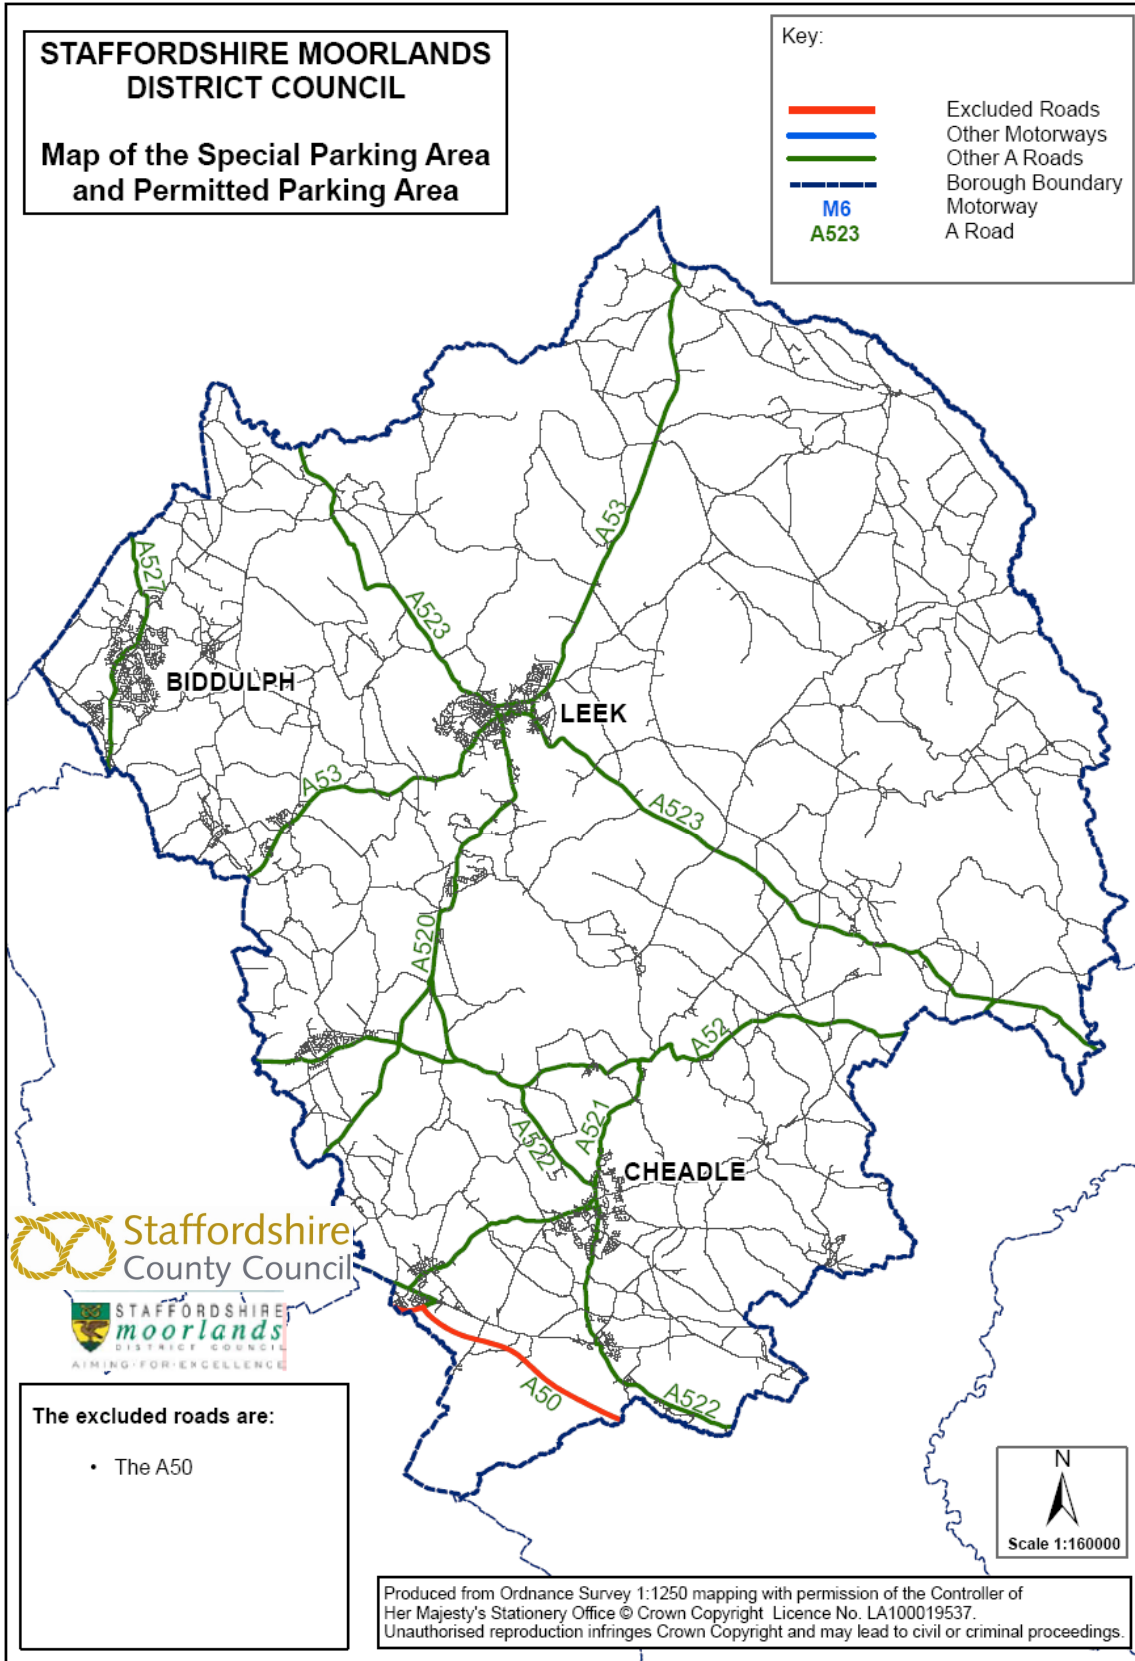 STAFFORDSHIRE MOORLANDS
DISTRICT COUNCIL
Map of the Special Parking Area
and Permitted Parking Area
Key:
Excluded Roads
Other Motorways
Other A Roads
Borough Boundary
M6 Motorway
A523 A Road
A53
A527
A523
BIDDULPH
LEEK
A53
A523
A520
A52
A522
A521
CHEADLE
Staffordshire
County Council
STAFFORDSHIRE
moorlands
DISTRICT COUNCIL
AIMING·FOR·EXCELLENCE
A50
A522
The excluded roads are:
• The A50
N
Scale 1:160000
Produced from Ordnance Survey 1:1250 mapping with permission of the Controller of
Her Majesty's Stationery Office © Crown Copyright Licence No. LA100019537.
Unauthorised reproduction infringes Crown Copyright and may lead to civil or criminal proceedings.